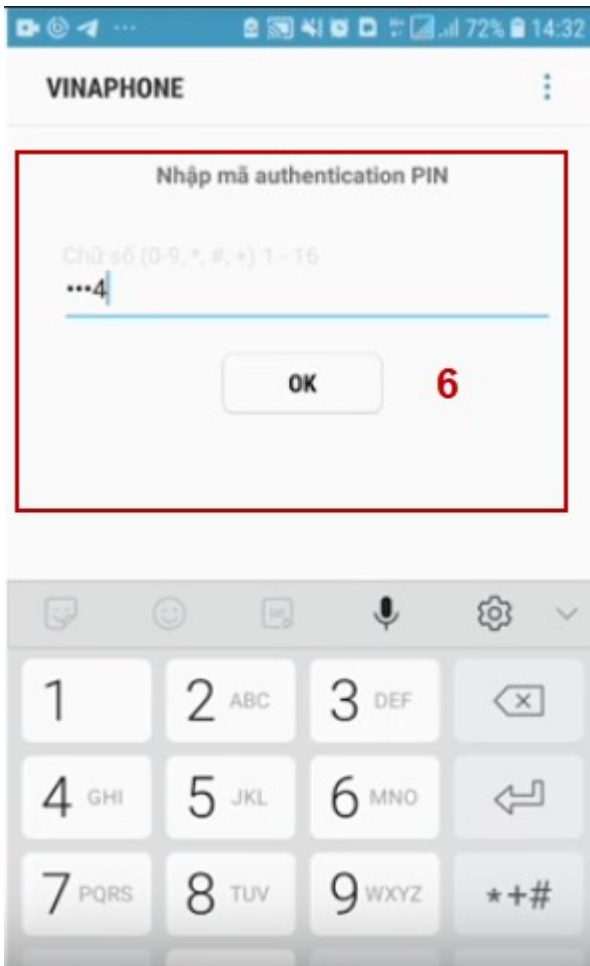 72% 14:32
VINAPHONE
Nhập mã authentication PIN
Chữ số (0-9, *, #, +) 1 - 16
•••4
OK
6
1 2 ABC 3 DEF
4 GHI 5 JKL 6 MNO
7 PQRS 8 TUV 9 WXYZ *+#